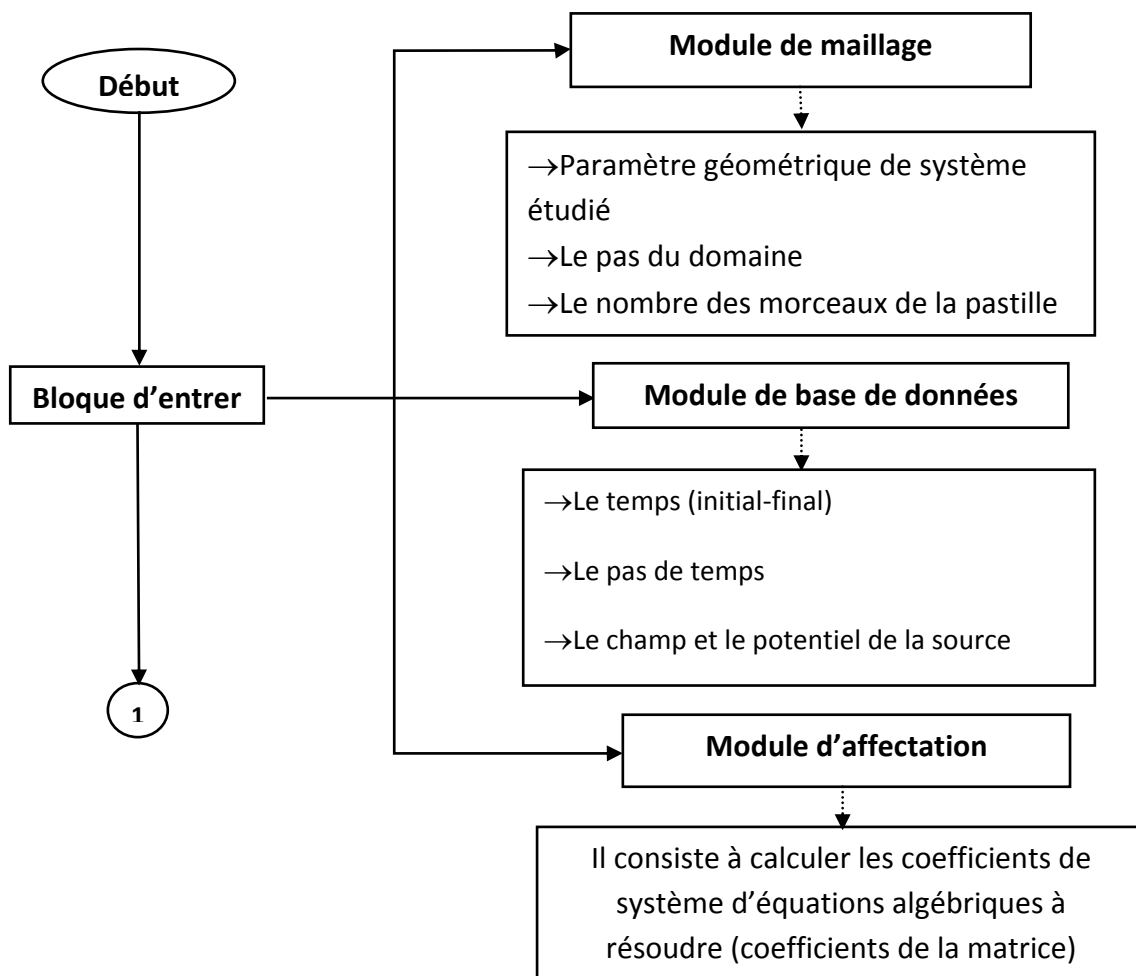 Début
Bloque d’entrer
1
Module de maillage
→Paramètre géométrique de système
étudié
→Le pas du domaine
→Le nombre des morceaux de la pastille
Module de base de données
→Le temps (initial-final)
→Le pas de temps
→Le champ et le potentiel de la source
Module d’affectation
Il consiste à calculer les coefficients de
système d’équations algébriques à
résoudre (coefficients de la matrice)